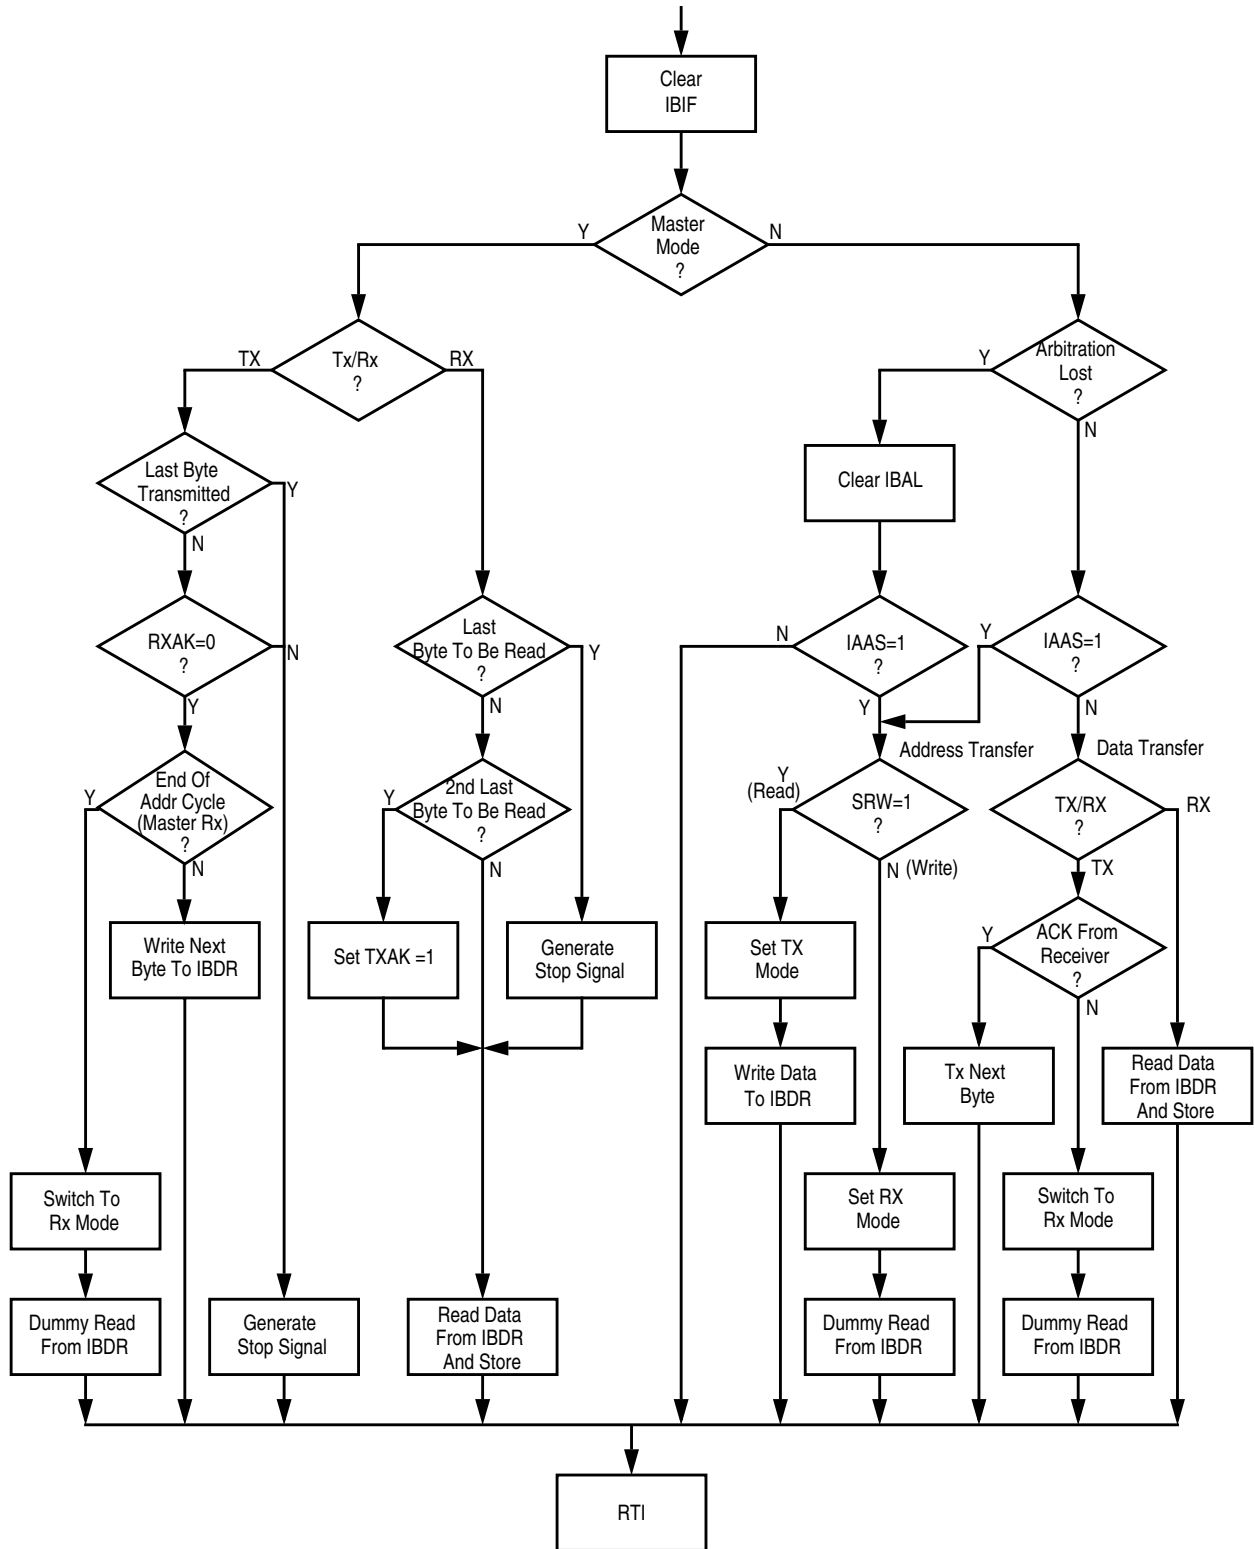 Clear
IBIF
Y
Master
Mode
?
N
TX
Tx/Rx
?
RX
Y
Arbitration
Lost
?
N
Last Byte
Transmitted
?
Y
N
Clear IBAL
RXAK=0
?
N
Y
Last
Byte To Be Read
?
Y
N
N
IAAS=1
?
Y
Y
IAAS=1
?
N
Address Transfer
Data Transfer
Y
End Of
Addr Cycle
(Master Rx)
?
N
Y
2nd Last
Byte To Be Read
?
N
Y
(Read)
SRW=1
?
N (Write)
TX/RX
?
RX
TX
Write Next
Byte To IBDR
Set TXAK =1
Generate
Stop Signal
Set TX
Mode
Y
ACK From
Receiver
?
N
Write Data
To IBDR
Tx Next
Byte
Read Data
From IBDR
And Store
Switch To
Rx Mode
Set RX
Mode
Switch To
Rx Mode
Dummy Read
From IBDR
Generate
Stop Signal
Read Data
From IBDR
And Store
Dummy Read
From IBDR
Dummy Read
From IBDR
RTI